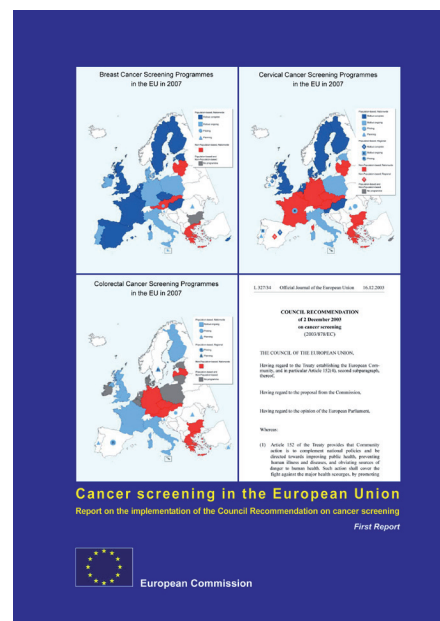 Breast Cancer Screening Programmes
in the EU in 2007
Cervical Cancer Screening Programmes
in the EU in 2007
Colorectal Cancer Screening Programmes
in the EU in 2007
L 327/34 Official Journal of the European Union 16.12.2003
COUNCIL RECOMMENDATION
of 2 December 2003
on cancer screening
(2003/878/EC)
THE COUNCIL OF THE EUROPEAN UNION,
Having regard to the Treaty establishing the European Com-
munity, and in particular Article 152(4), second subparagraph,
thereof,
Having regard to the proposal from the Commission,
Having regard to the opinion of the European Parliament,
Whereas:
(1) Article 152 of the Treaty provides that Community
action is to complement national policies and be
directed towards improving public health, preventing
human illness and diseases, and obviating sources of
danger to human health. Such action shall cover the
fight against the major health scourges, by promoting
Cancer screening in the European Union
Report on the implementation of the Council Recommendation on cancer screening
First Report
European Commission